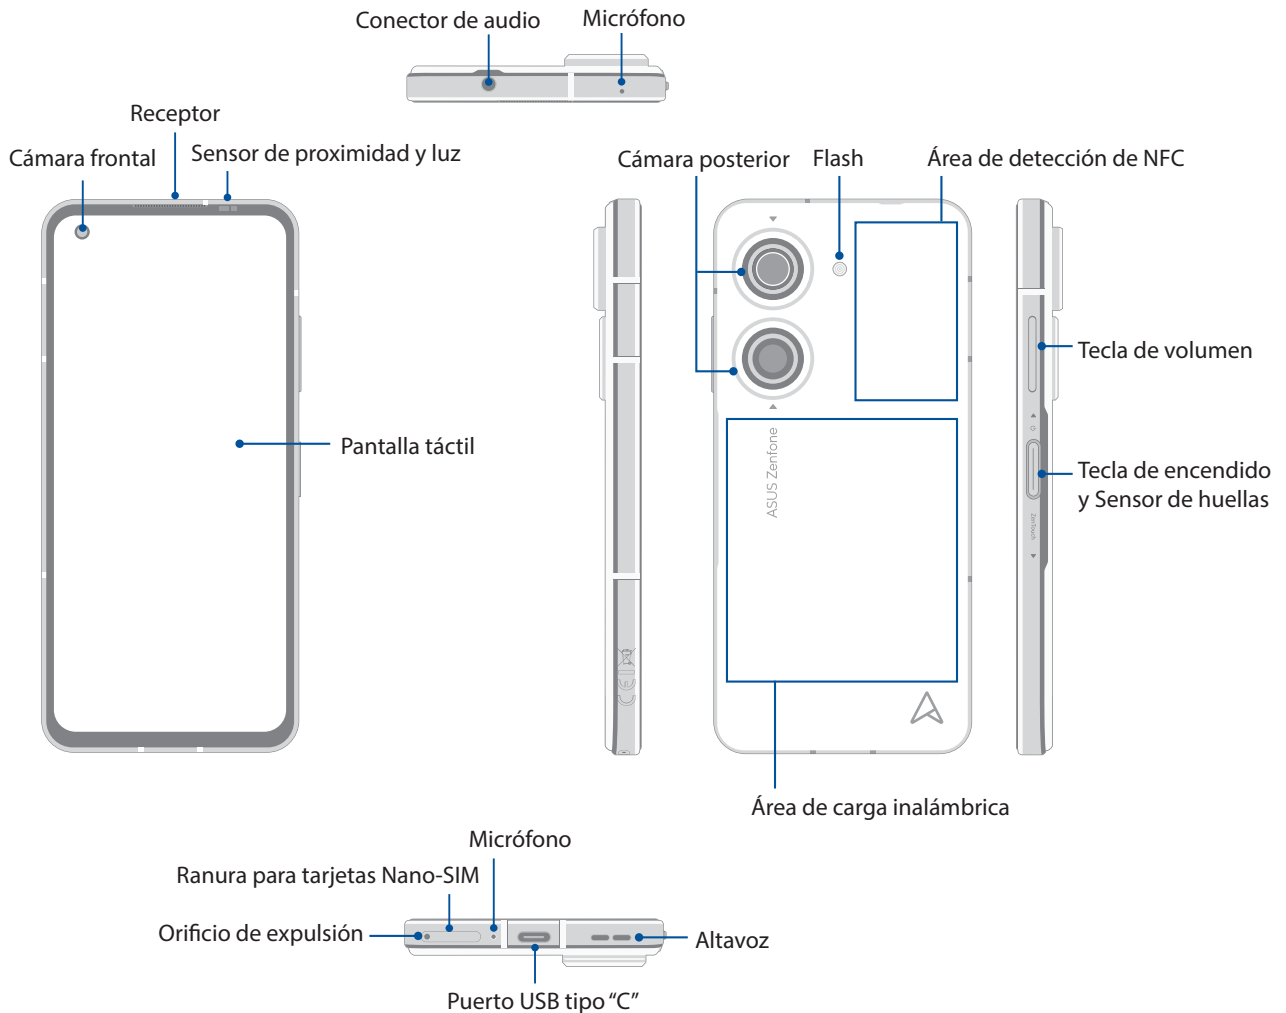 Conector de audio
Micrófono
Receptor
Cámara frontal
Sensor de proximidad y luz
Cámara posterior
Flash
Área de detección de NFC
Tecla de volumen
Pantalla táctil
ASUS Zenfone
Tecla de encendido
y Sensor de huellas
ZenTouch
CE
Área de carga inalámbrica
Micrófono
Ranura para tarjetas Nano-SIM
Orificio de expulsión
Altavoz
Puerto USB tipo “C”